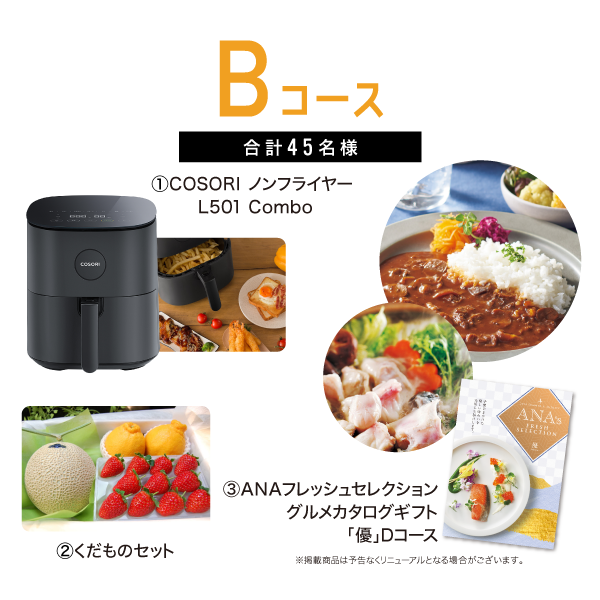 Bコース
合計45名様
①COSORI ノンフライヤー
L501 Combo
COSORI
ANA's
FRESH
SELECTION
優
③ANAフレッシュセレクション
グルメカタログギフト
「優」Dコース
②くだものセット
※掲載商品は予告なくリニューアルとなる場合がございます。